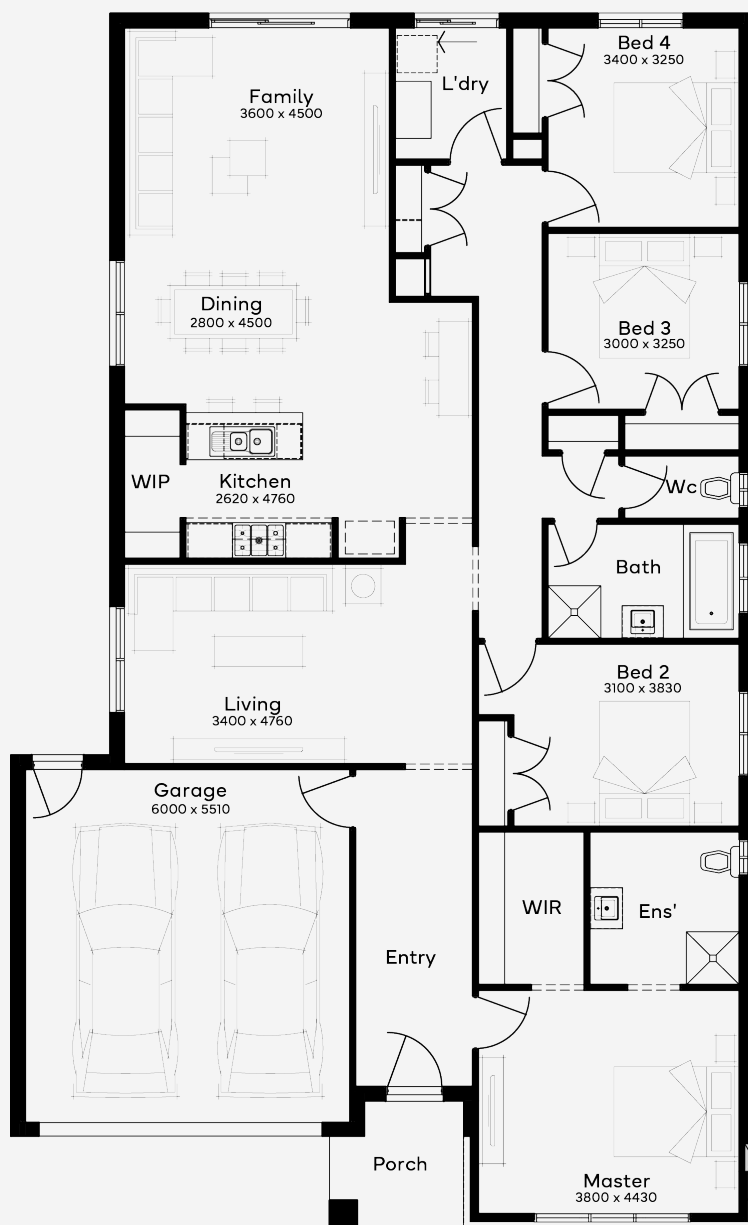 Bed 4
3400 x 3250
L'dry
Family
3600 x 4500
Dining
2800 x 4500
Bed 3
3000 x 3250
WIP
Kitchen
2620 x 4760
Wc
Bath
Bed 2
3100 x 3830
Living
3400 x 4760
Garage
6000 x 5510
WIR
Ens'
Entry
Porch
Master
3800 x 4430